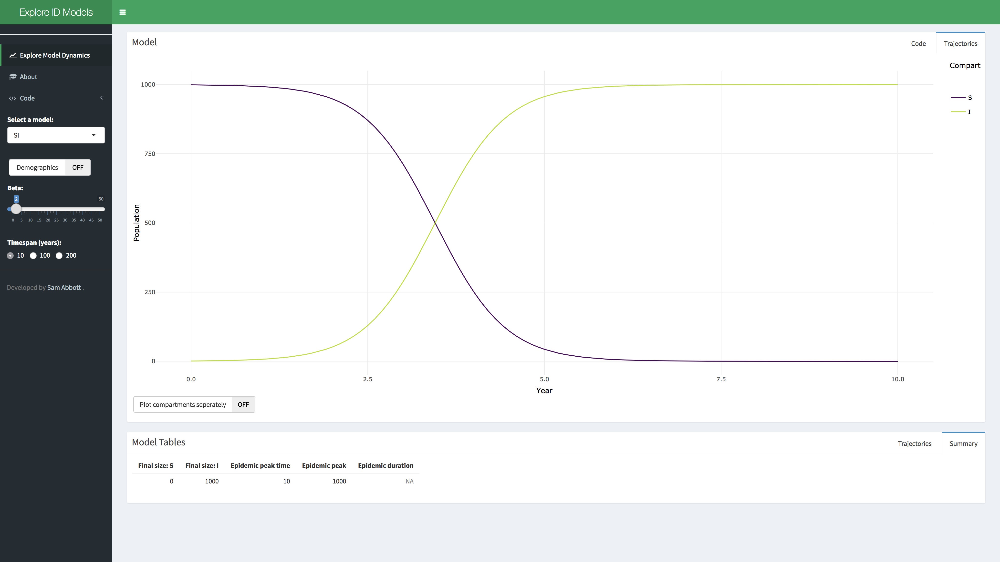 Explore ID Models
Explore Model Dynamics
About
Code
Select a model:
SI
Demographics OFF
Beta:
2 50
0 5 10 15 20 25 30 35 40 45 50
Timespan (years):
10 100 200
Developed by Sam Abbott .
Model Code Trajectories
Compart
S
I
1000
750
500
250
0
Population
0.0 2.5 5.0 7.5 10.0
Year
Plot compartments seperately OFF
Model Tables Trajectories Summary
Final size: S Final size: I Epidemic peak time Epidemic peak Epidemic duration
0 1000 10 1000 NA